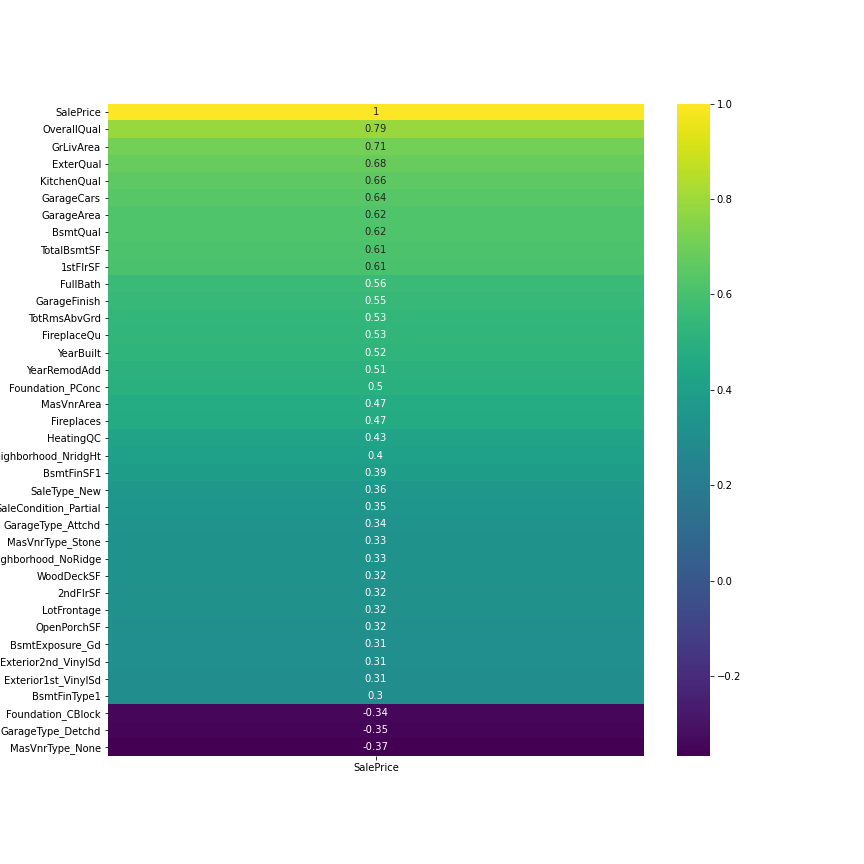 SalePrice 1
OverallQual 0.79
GrLivArea 0.71
ExterQual 0.68
KitchenQual 0.66
GarageCars 0.64
GarageArea 0.62
BsmtQual 0.62
TotalBsmtSF 0.61
1stFlrSF 0.61
FullBath 0.56
GarageFinish 0.55
TotRmsAbvGrd 0.53
FireplaceQu 0.53
YearBuilt 0.52
YearRemodAdd 0.51
Foundation_PConc 0.5
MasVnrArea 0.47
Fireplaces 0.47
HeatingQC 0.43
ighborhood_NridgHt 0.4
BsmtFinSF1 0.39
SaleType_New 0.36
SaleCondition_Partial 0.35
GarageType_Attchd 0.34
MasVnrType_Stone 0.33
ghborhood_NoRidge 0.33
WoodDeckSF 0.32
2ndFlrSF 0.32
LotFrontage 0.32
OpenPorchSF 0.32
BsmtExposure_Gd 0.31
Exterior2nd_VinylSd 0.31
Exterior1st_VinylSd 0.31
BsmtFinType1 0.3
Foundation_CBlock -0.34
GarageType_Detchd -0.35
MasVnrType_None -0.37
SalePrice
1.0
0.8
0.6
0.4
0.2
0.0
−0.2